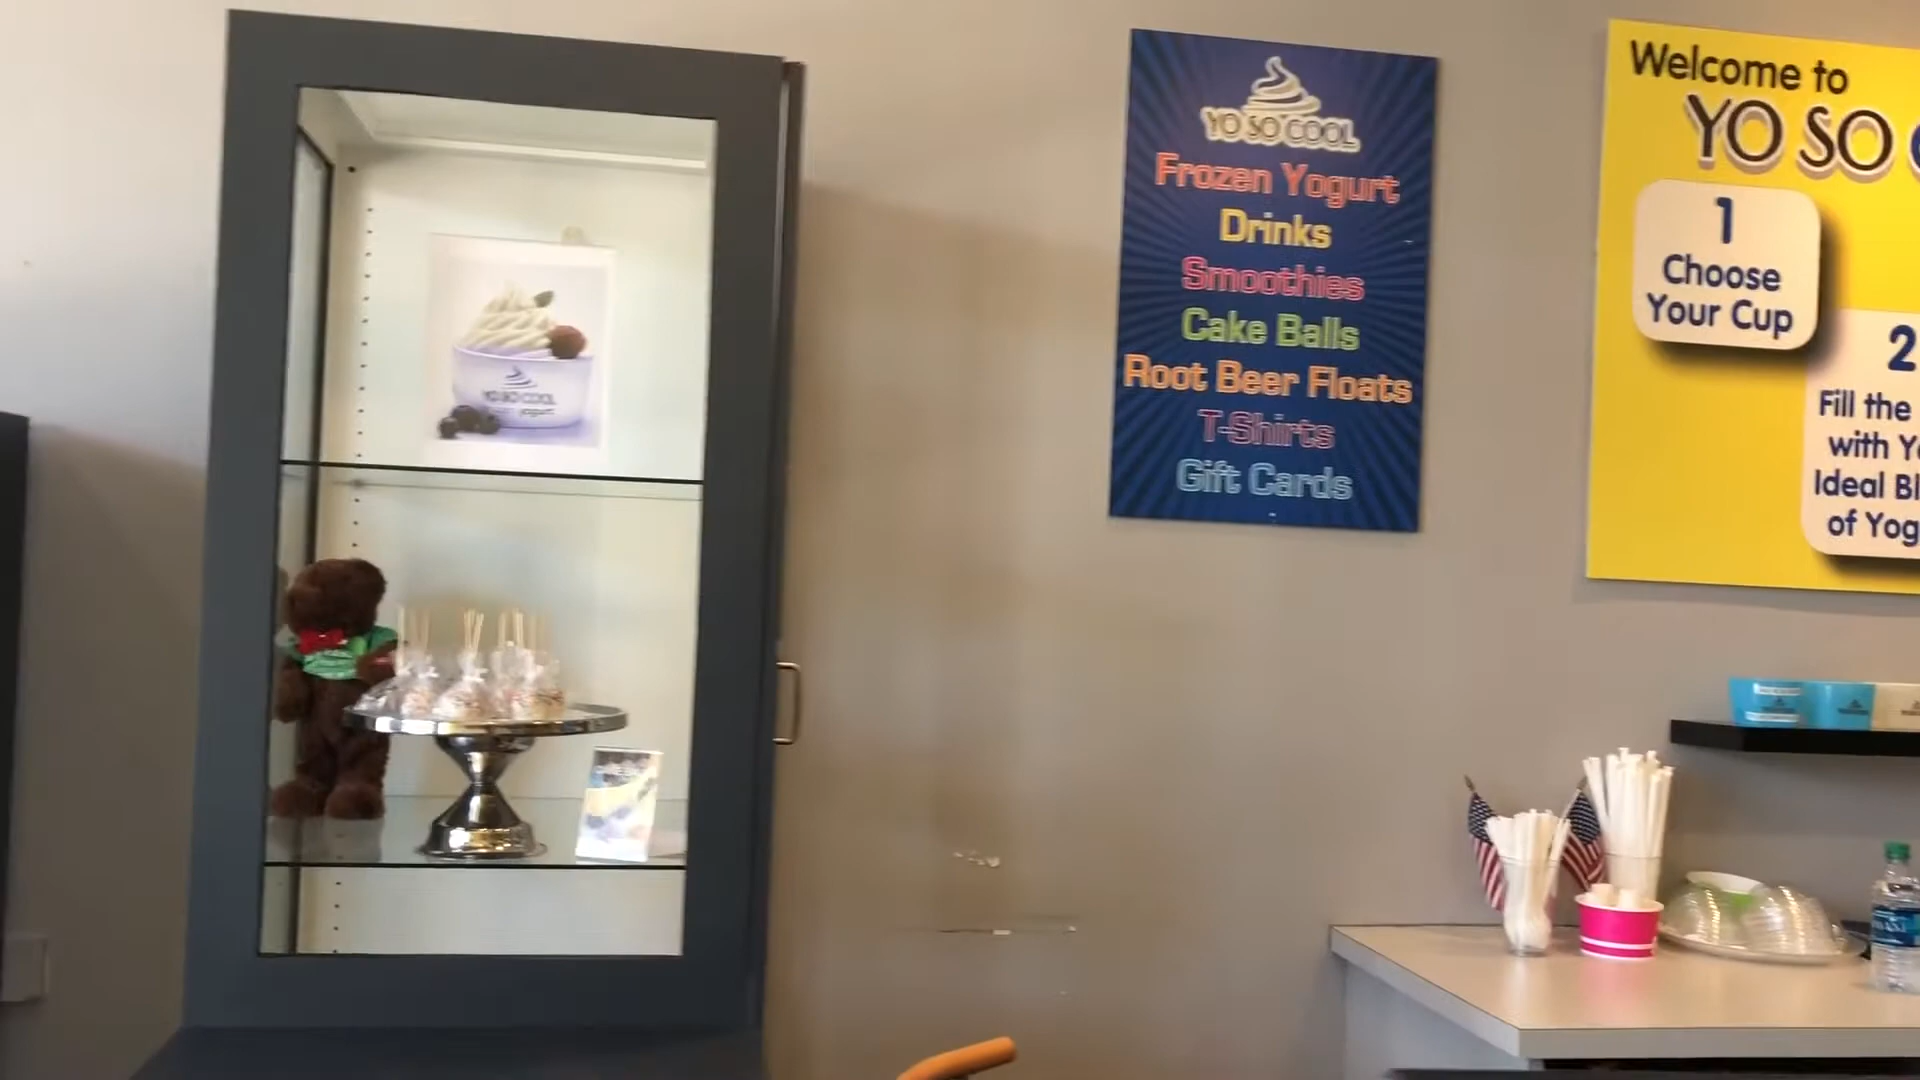 YO SO COOL
yogurt
YO SO COOL
Frozen Yogurt
Drinks
Smoothies
Cake Balls
Root Beer Floats
T-Shirts
Gift Cards
Welcome to
YO SO
1
Choose
Your Cup
2
Fill the
with
Ideal
of